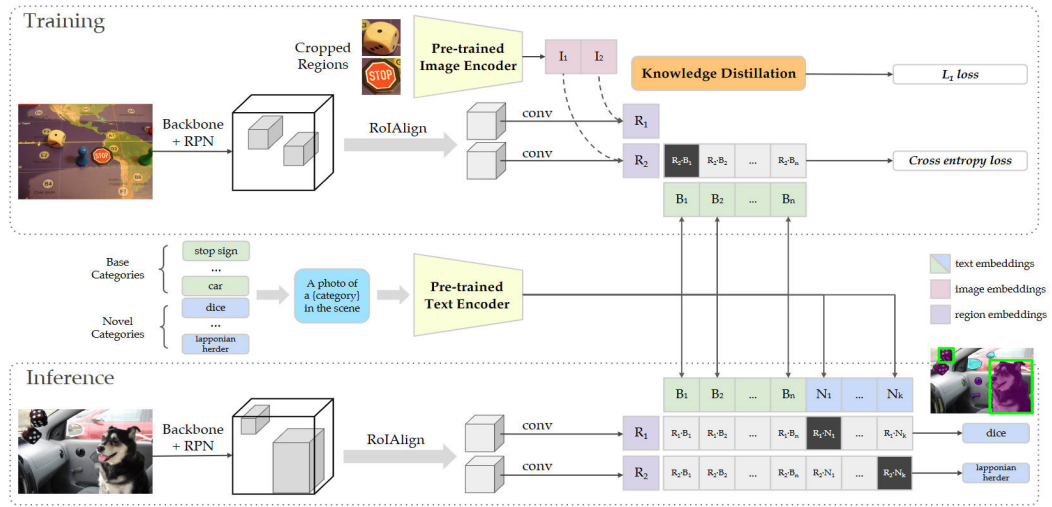 Training
Cropped
Regions
STOP
Pre-trained
Image Encoder
I₁ I₂
Knowledge Distillation
L₁ loss
Backbone
+ RPN
RoIAlign
conv
R₁
STOP
conv
R₂
R₂·B₁ R₂·B₂ ... R₂·Bₙ
Cross entropy loss
B₁ B₂ ... Bₙ
Base
Categories
stop sign
...
car
Novel
Categories
dice
...
lapponian
herder
A photo of
a {category}
in the scene
Pre-trained
Text Encoder
text embeddings
image embeddings
region embeddings
Inference
Backbone
+ RPN
RoIAlign
B₁ B₂ ... Bₙ N₁ ... Nₖ
conv
R₁
R₁·B₁ R₁·B₂ ... R₁·Bₙ R₁·N₁ ... R₁·Nₖ
dice
conv
R₂
R₂·B₁ R₂·B₂ ... R₂·Bₙ R₂·N₁ ... R₂·Nₖ
lapponian
herder